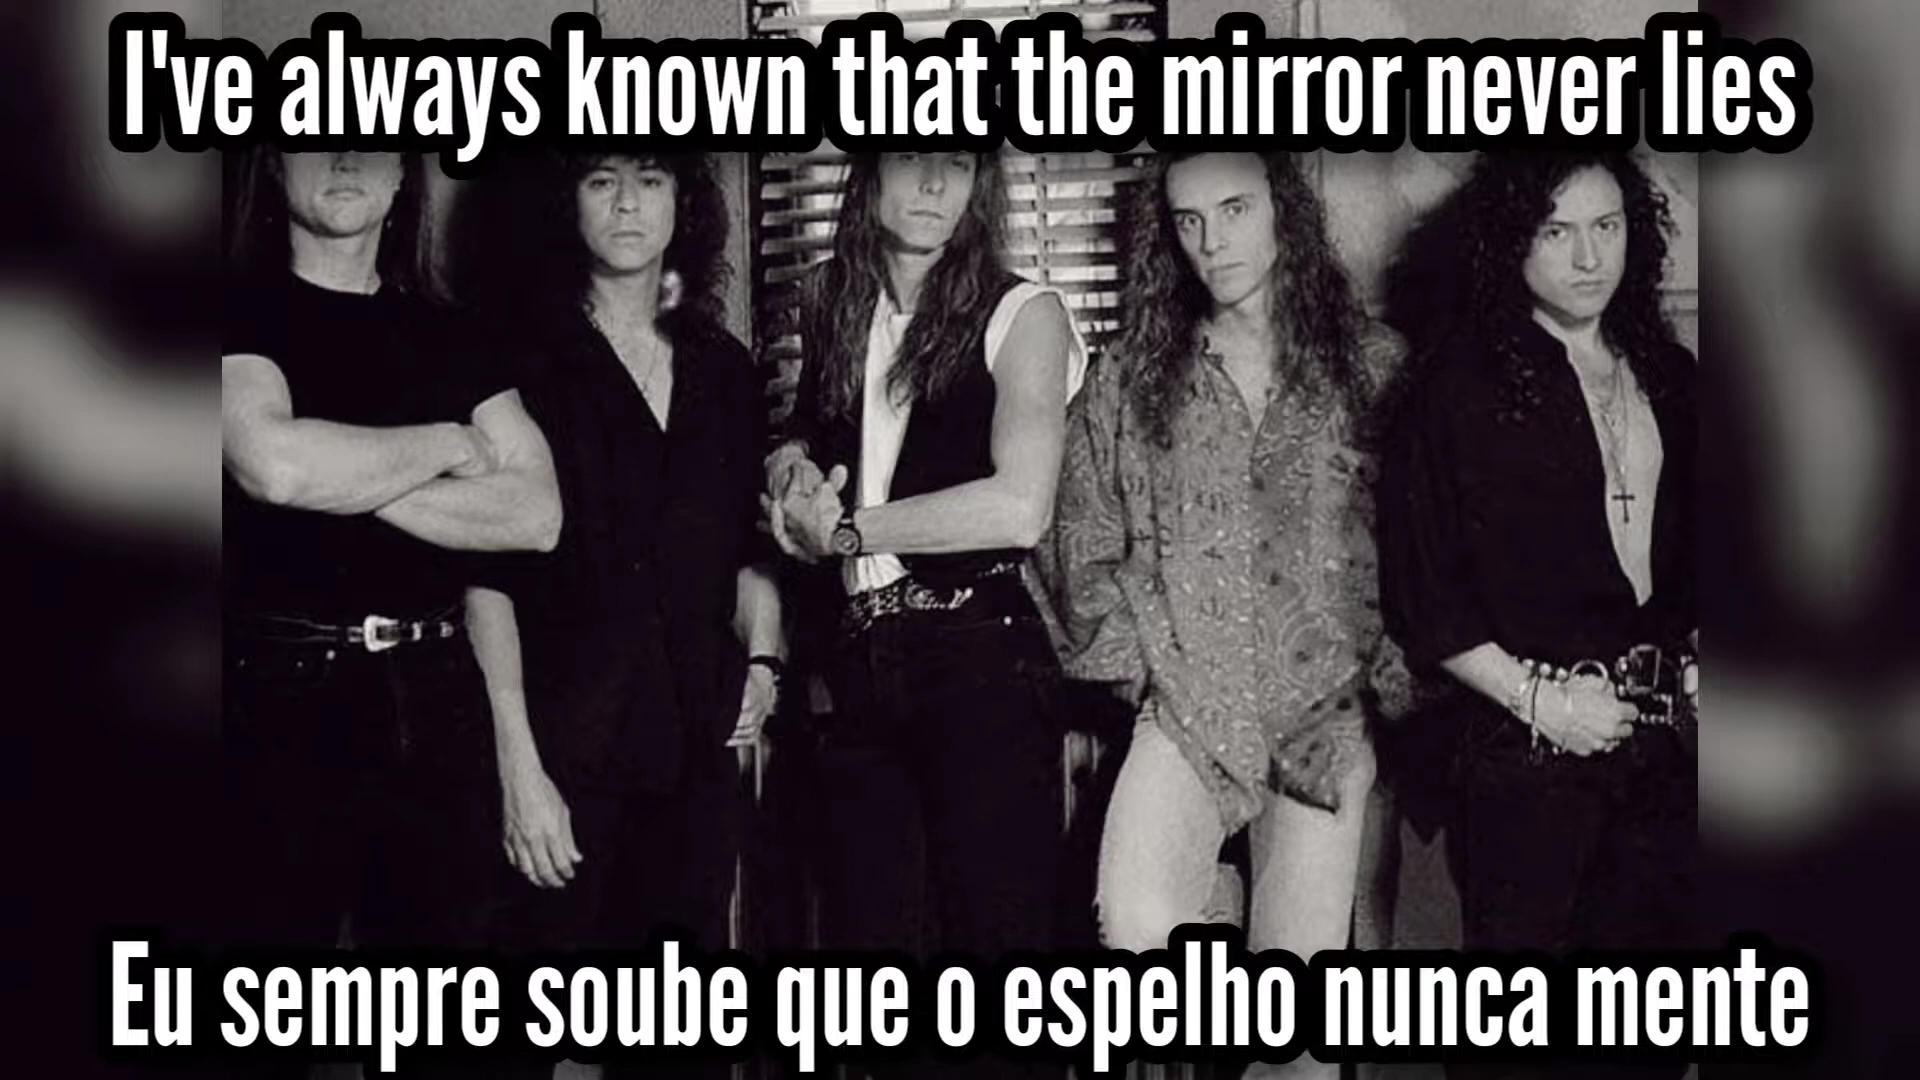 I've always known that the mirror never lies
Eu sempre soube que o espelho nunca mente